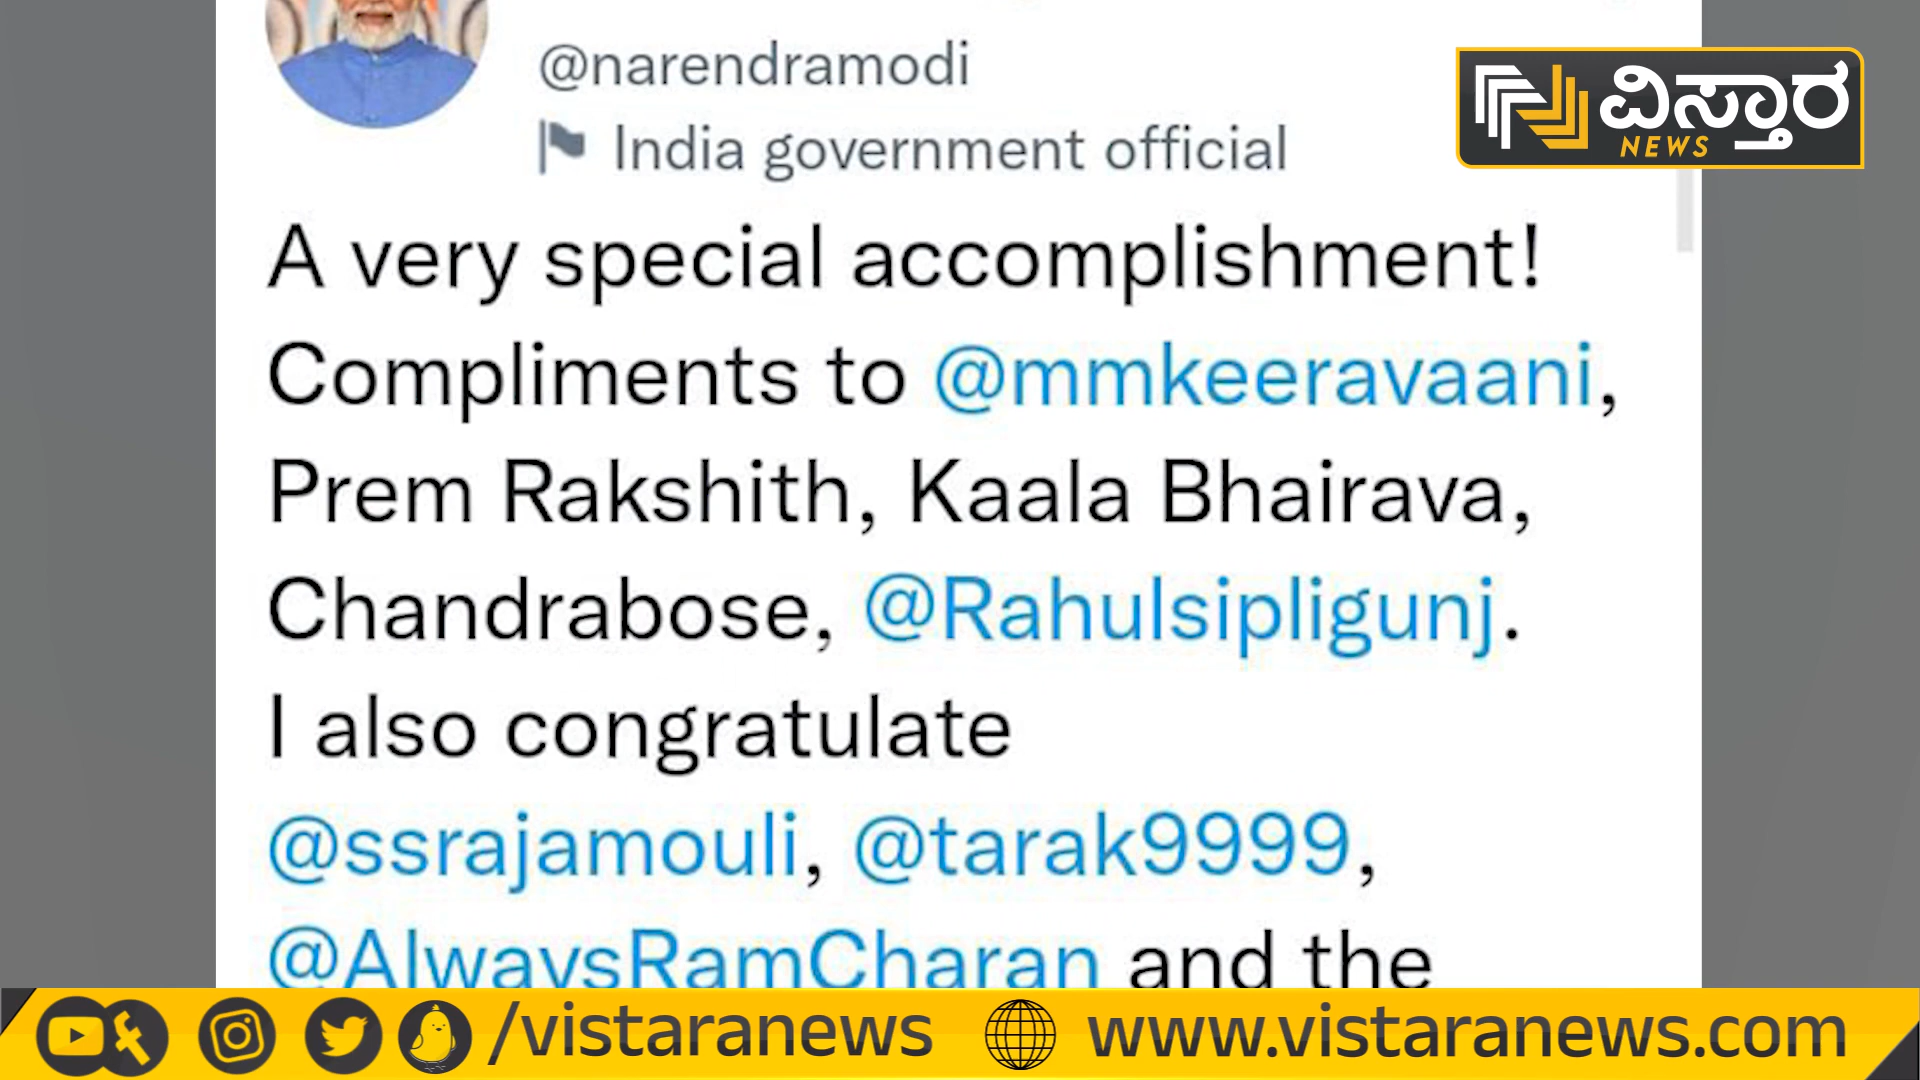 @narendramodi
India government official
ವಿಸ್ತಾರ
NEWS
A very special accomplishment!
Compliments to @mmkeeravaani,
Prem Rakshith, Kaala Bhairava,
Chandrabose, @Rahulsipligunj.
I also congratulate
@ssrajamouli, @tarak9999,
@AlwaysRamCharan and the
/vistaranews
www.vistaranews.com